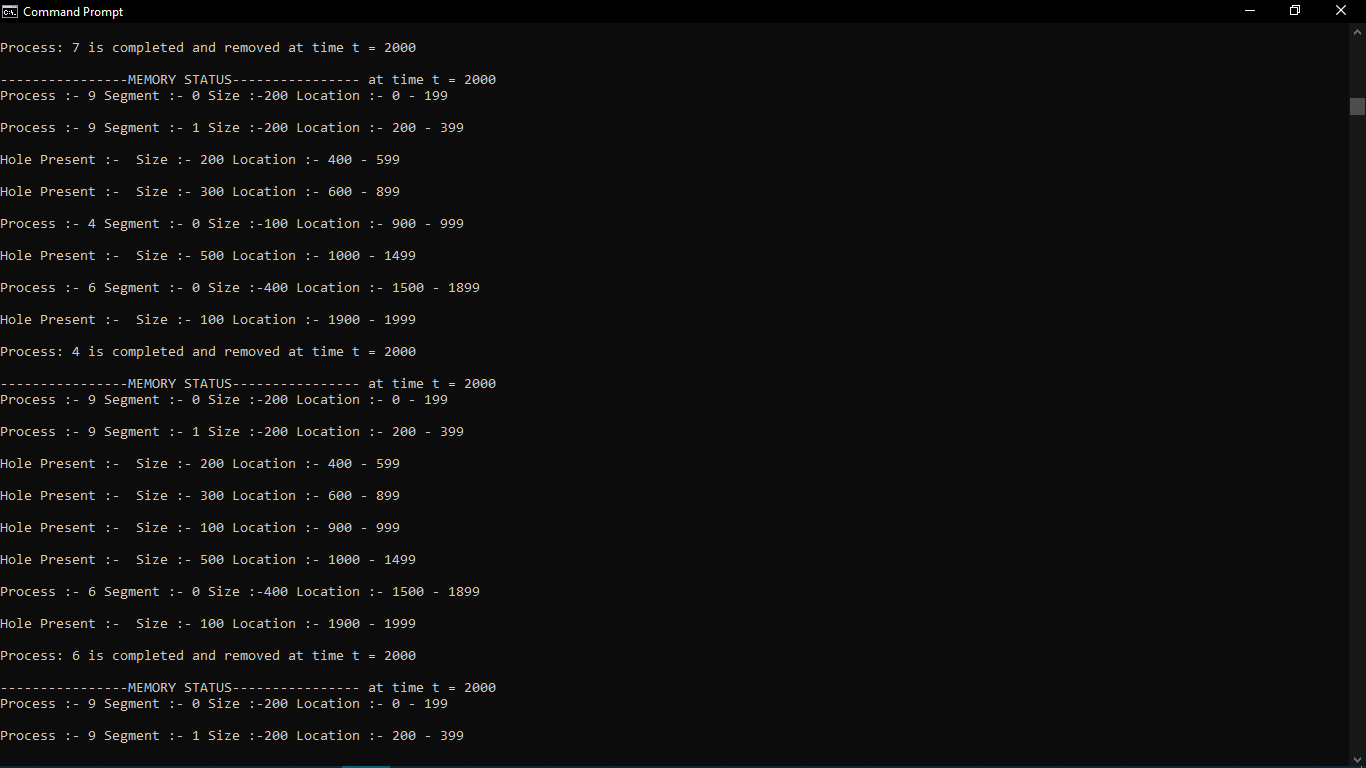 Command Prompt
Process: 7 is completed and removed at time t = 2000
----------------MEMORY STATUS---------------- at time t = 2000
Process :- 9 Segment :- 0 Size :-200 Location :- 0 - 199
Process :- 9 Segment :- 1 Size :-200 Location :- 200 - 399
Hole Present :-  Size :- 200 Location :- 400 - 599
Hole Present :-  Size :- 300 Location :- 600 - 899
Process :- 4 Segment :- 0 Size :-100 Location :- 900 - 999
Hole Present :-  Size :- 500 Location :- 1000 - 1499
Process :- 6 Segment :- 0 Size :-400 Location :- 1500 - 1899
Hole Present :-  Size :- 100 Location :- 1900 - 1999
Process: 4 is completed and removed at time t = 2000
----------------MEMORY STATUS---------------- at time t = 2000
Process :- 9 Segment :- 0 Size :-200 Location :- 0 - 199
Process :- 9 Segment :- 1 Size :-200 Location :- 200 - 399
Hole Present :-  Size :- 200 Location :- 400 - 599
Hole Present :-  Size :- 300 Location :- 600 - 899
Hole Present :-  Size :- 100 Location :- 900 - 999
Hole Present :-  Size :- 500 Location :- 1000 - 1499
Process :- 6 Segment :- 0 Size :-400 Location :- 1500 - 1899
Hole Present :-  Size :- 100 Location :- 1900 - 1999
Process: 6 is completed and removed at time t = 2000
----------------MEMORY STATUS---------------- at time t = 2000
Process :- 9 Segment :- 0 Size :-200 Location :- 0 - 199
Process :- 9 Segment :- 1 Size :-200 Location :- 200 - 399